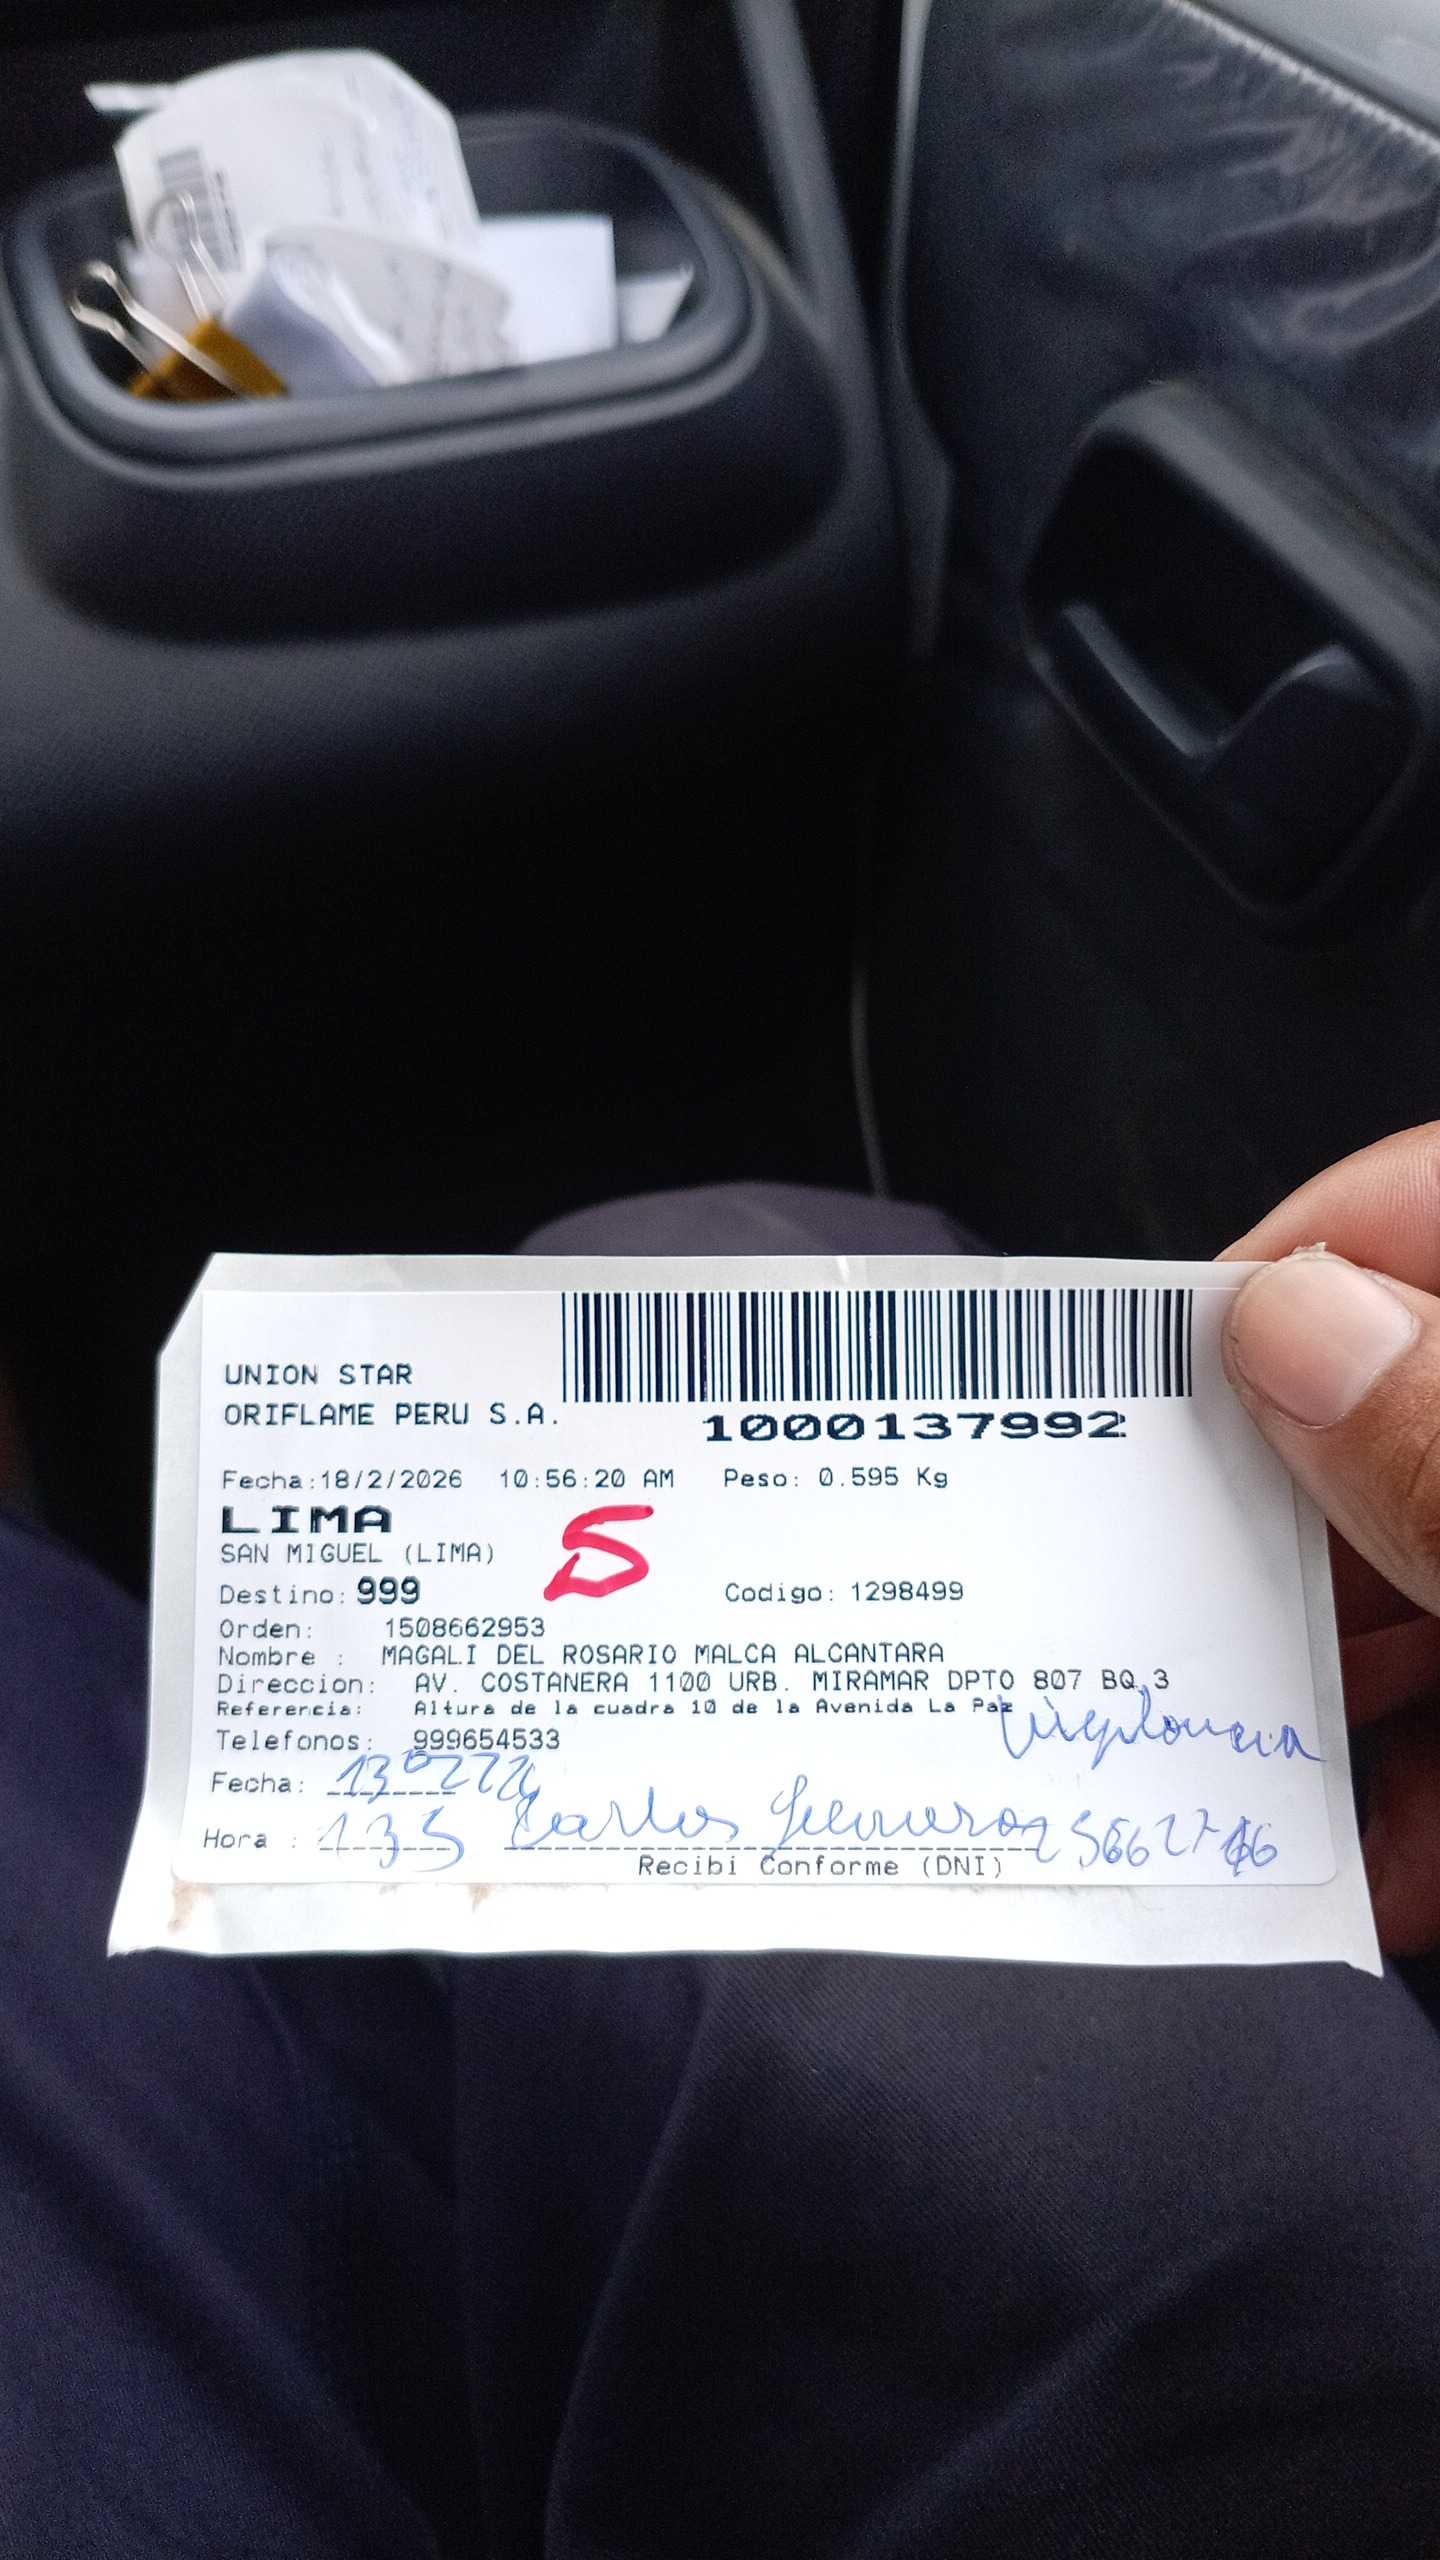 UNION STAR
ORIFLAME PERU S.A.
1000137992
Fecha:18/2/2026 10:56:20 AM Peso: 0.595 Kg
LIMA
SAN MIGUEL (LIMA)
S
Destino: 999 Codigo: 1298499
Orden: 1508662953
Nombre : MAGALI DEL ROSARIO MALCA ALCANTARA
Direccion: AV. COSTANERA 1100 URB. MIRAMAR DPTO 807 BQ 3
Referencia: Altura de la cuadra 10 de la Avenida La Paz
Vigilancia
Telefonos: 999654533
Fecha:
Hora : 135 Carlos
Recibi Conforme (DNI)